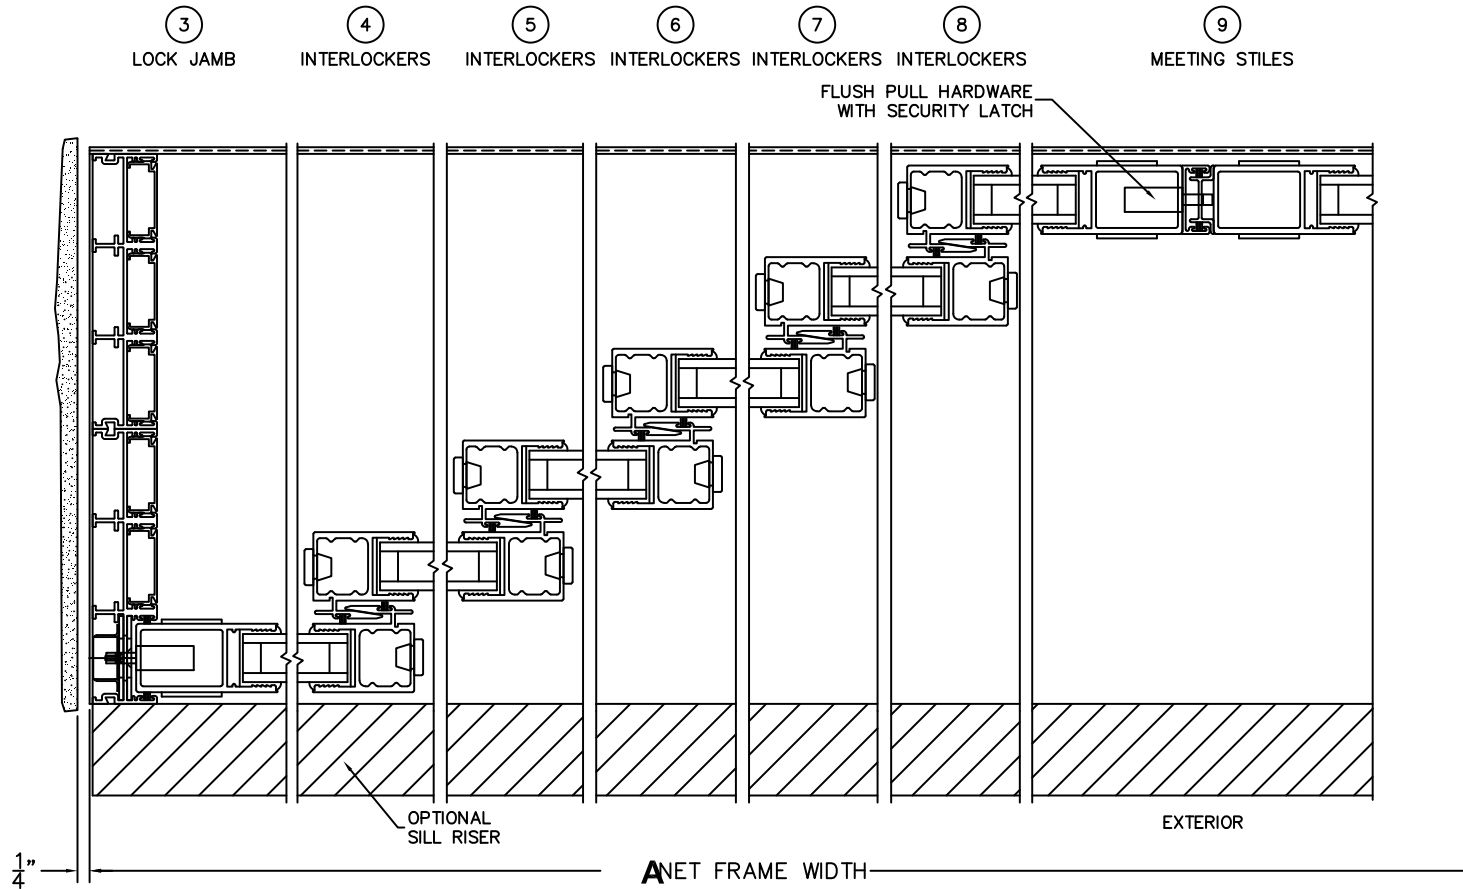 3
LOCK JAMB
4
INTERLOCKERS
5
INTERLOCKERS
6
INTERLOCKERS
7
INTERLOCKERS
8
INTERLOCKERS
9
MEETING STILES
FLUSH PULL HARDWARE
WITH SECURITY LATCH
OPTIONAL
SILL RISER
EXTERIOR
1/4"
A NET FRAME WIDTH